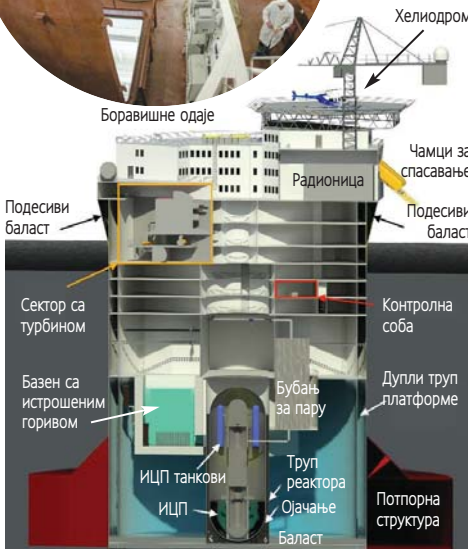 Хелиодром
Боравишне одаје
Чамци за
спасавање
Радионица
Подесиви
баласт
Подесиви
баласт
Сектор са
турбином
Контролна
соба
Базен са
истрошеним
горивом
Бубањ
за пару
Дупли труп
платформе
ИЦП танкови
Труп
реактора
ИЦП
Ојачање
Потпорна
структура
Баласт